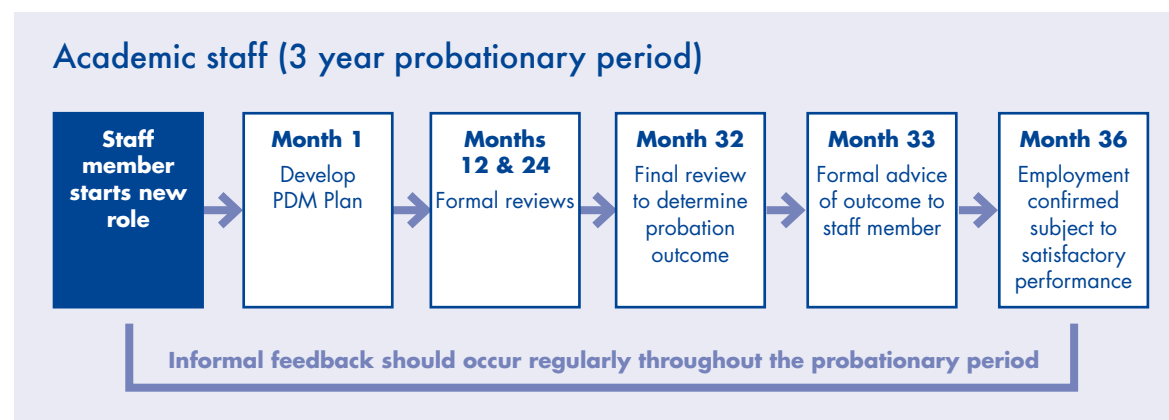 Academic staff (3 year probationary period)
Staff
member
starts new
role
Month 1
Develop
PDM Plan
Months
12 & 24
Formal reviews
Month 32
Final review
to determine
probation
outcome
Month 33
Formal advice
of outcome to
staff member
Month 36
Employment
confirmed
subject to
satisfactory
performance
Informal feedback should occur regularly throughout the probationary period